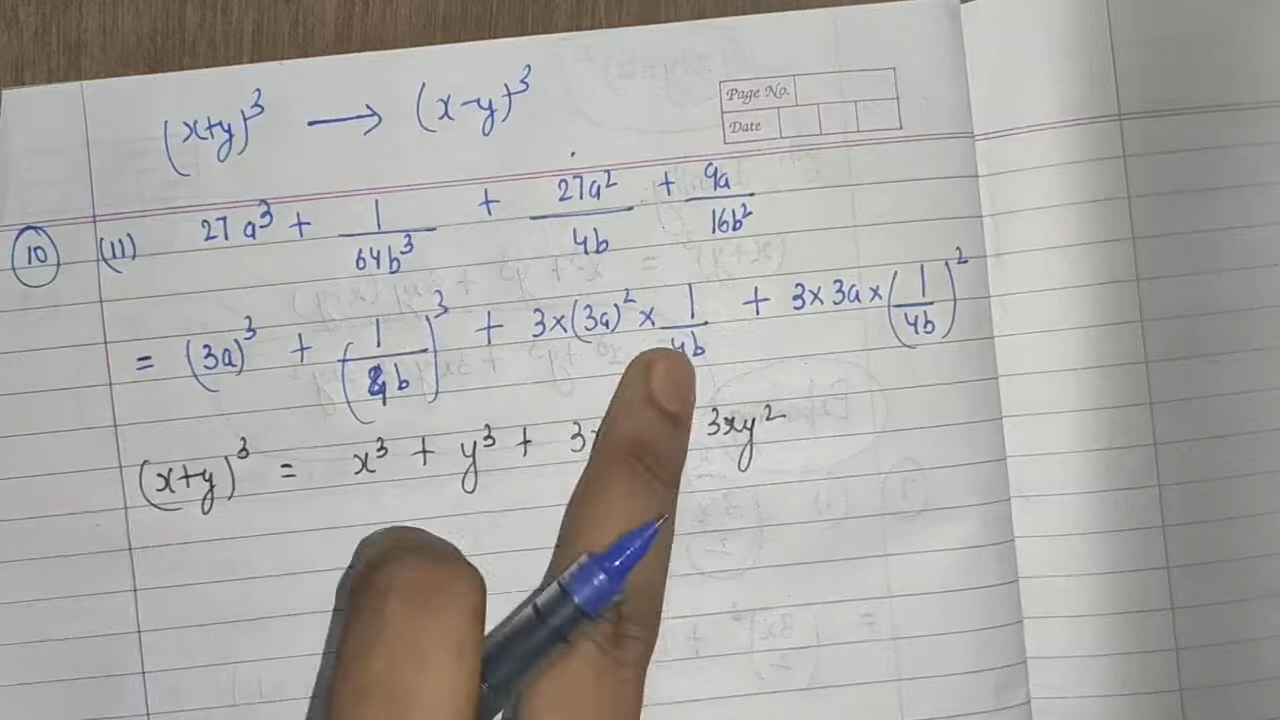 (x+y)³ → (x-y)³
Page No.
Date
10 (11) 27a³ + 1/64b³ + 27a²/4b + 9a/16b²
= (3a)³ + (1/4b)³ + 3×(3a)²×1/4b + 3×3a×(1/4b)²
(x+y)³ = x³ + y³ + 3 3xy²